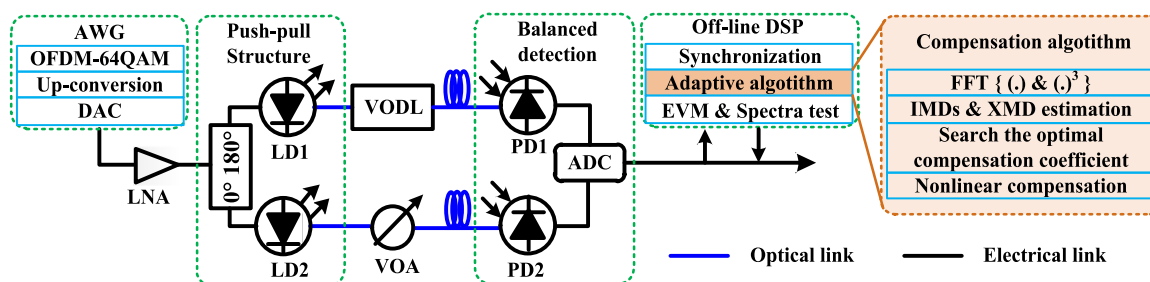 AWG
OFDM-64QAM
Up-conversion
DAC
LNA
Push-pull
Structure
0° 180°
LD1
LD2
VODL
VOA
Balanced
detection
PD1
PD2
ADC
Off-line DSP
Synchronization
Adaptive algotithm
EVM & Spectra test
Compensation algotithm
FFT { (.) & (.)³ }
IMDs & XMD estimation
Search the optimal
compensation coefficient
Nonlinear compensation
Optical link
Electrical link